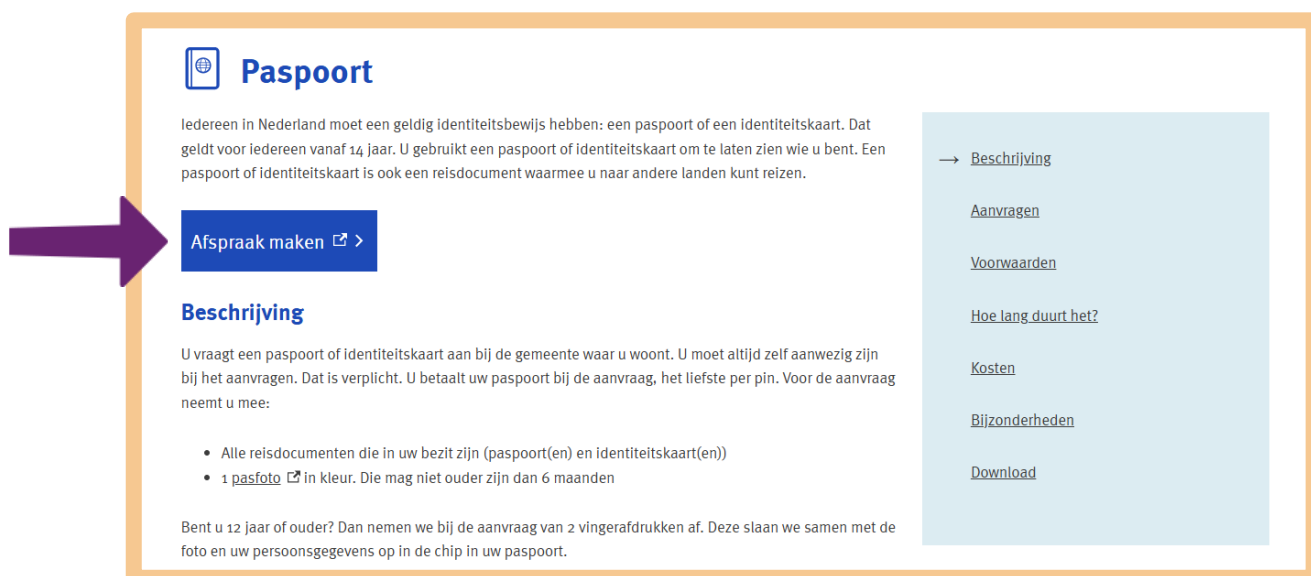 Paspoort
Iedereen in Nederland moet een geldig identiteitsbewijs hebben: een paspoort of een identiteitskaart. Dat
geldt voor iedereen vanaf 14 jaar. U gebruikt een paspoort of identiteitskaart om te laten zien wie u bent. Een
paspoort of identiteitskaart is ook een reisdocument waarmee u naar andere landen kunt reizen.
Afspraak maken
Beschrijving
U vraagt een paspoort of identiteitskaart aan bij de gemeente waar u woont. U moet altijd zelf aanwezig zijn
bij het aanvragen. Dat is verplicht. U betaalt uw paspoort bij de aanvraag, het liefste per pin. Voor de aanvraag
neemt u mee:
• Alle reisdocumenten die in uw bezit zijn (paspoort(en) en identiteitskaart(en))
• 1 pasfoto in kleur. Die mag niet ouder zijn dan 6 maanden
Bent u 12 jaar of ouder? Dan nemen we bij de aanvraag van 2 vingerafdrukken af. Deze slaan we samen met de
foto en uw persoonsgegevens op in de chip in uw paspoort.
Beschrijving
Aanvragen
Voorwaarden
Hoe lang duurt het?
Kosten
Bijzonderheden
Download